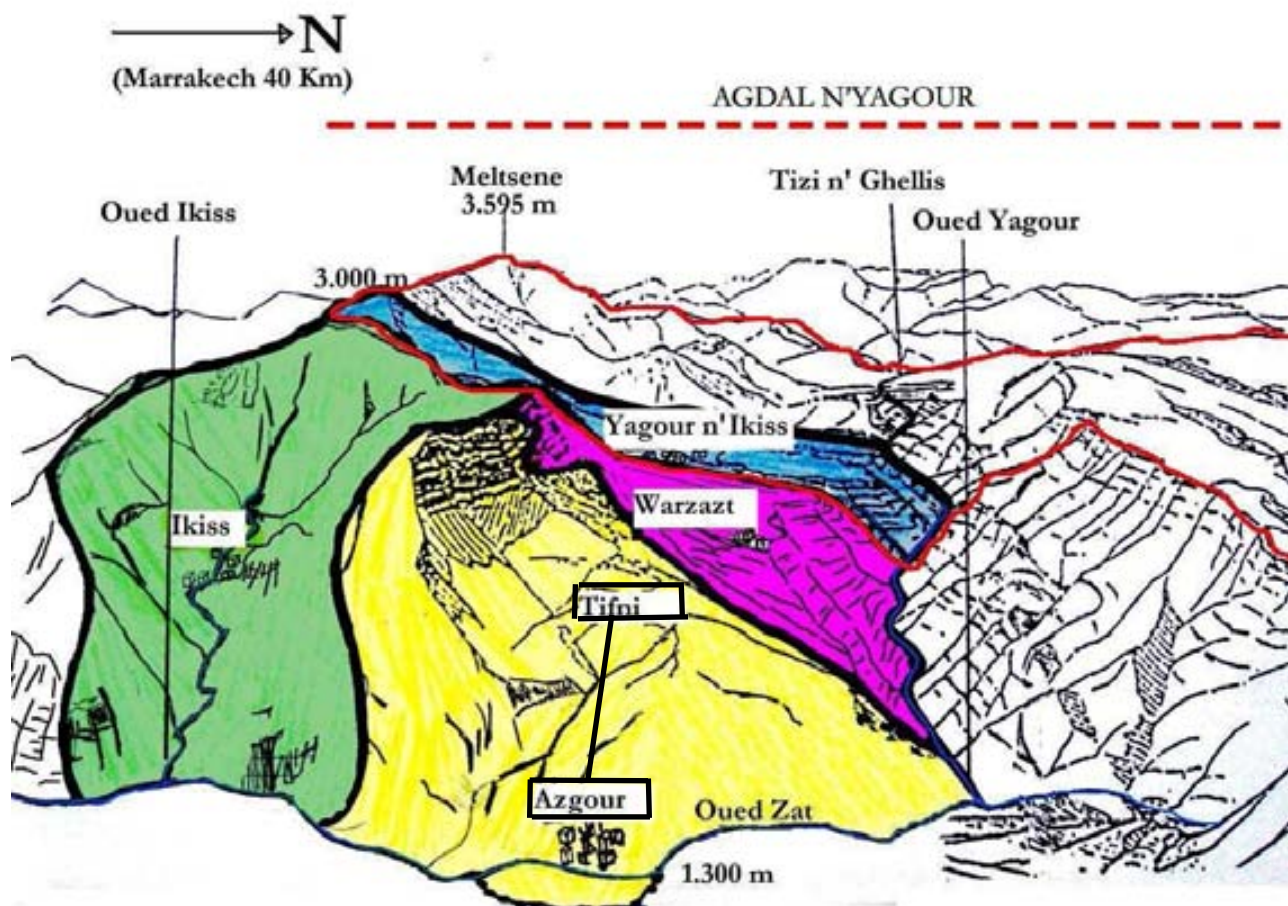 N
(Marrakech 40 Km)
AGDAL N'YAGOUR
Meltsene
3.595 m
Tizi n' Ghellis
Oued Ikiss
Oued Yagour
3.000 m
Yagour n'Ikiss
Warzazt
Ikiss
Tifni
Azgour
Oued Zat
1.300 m